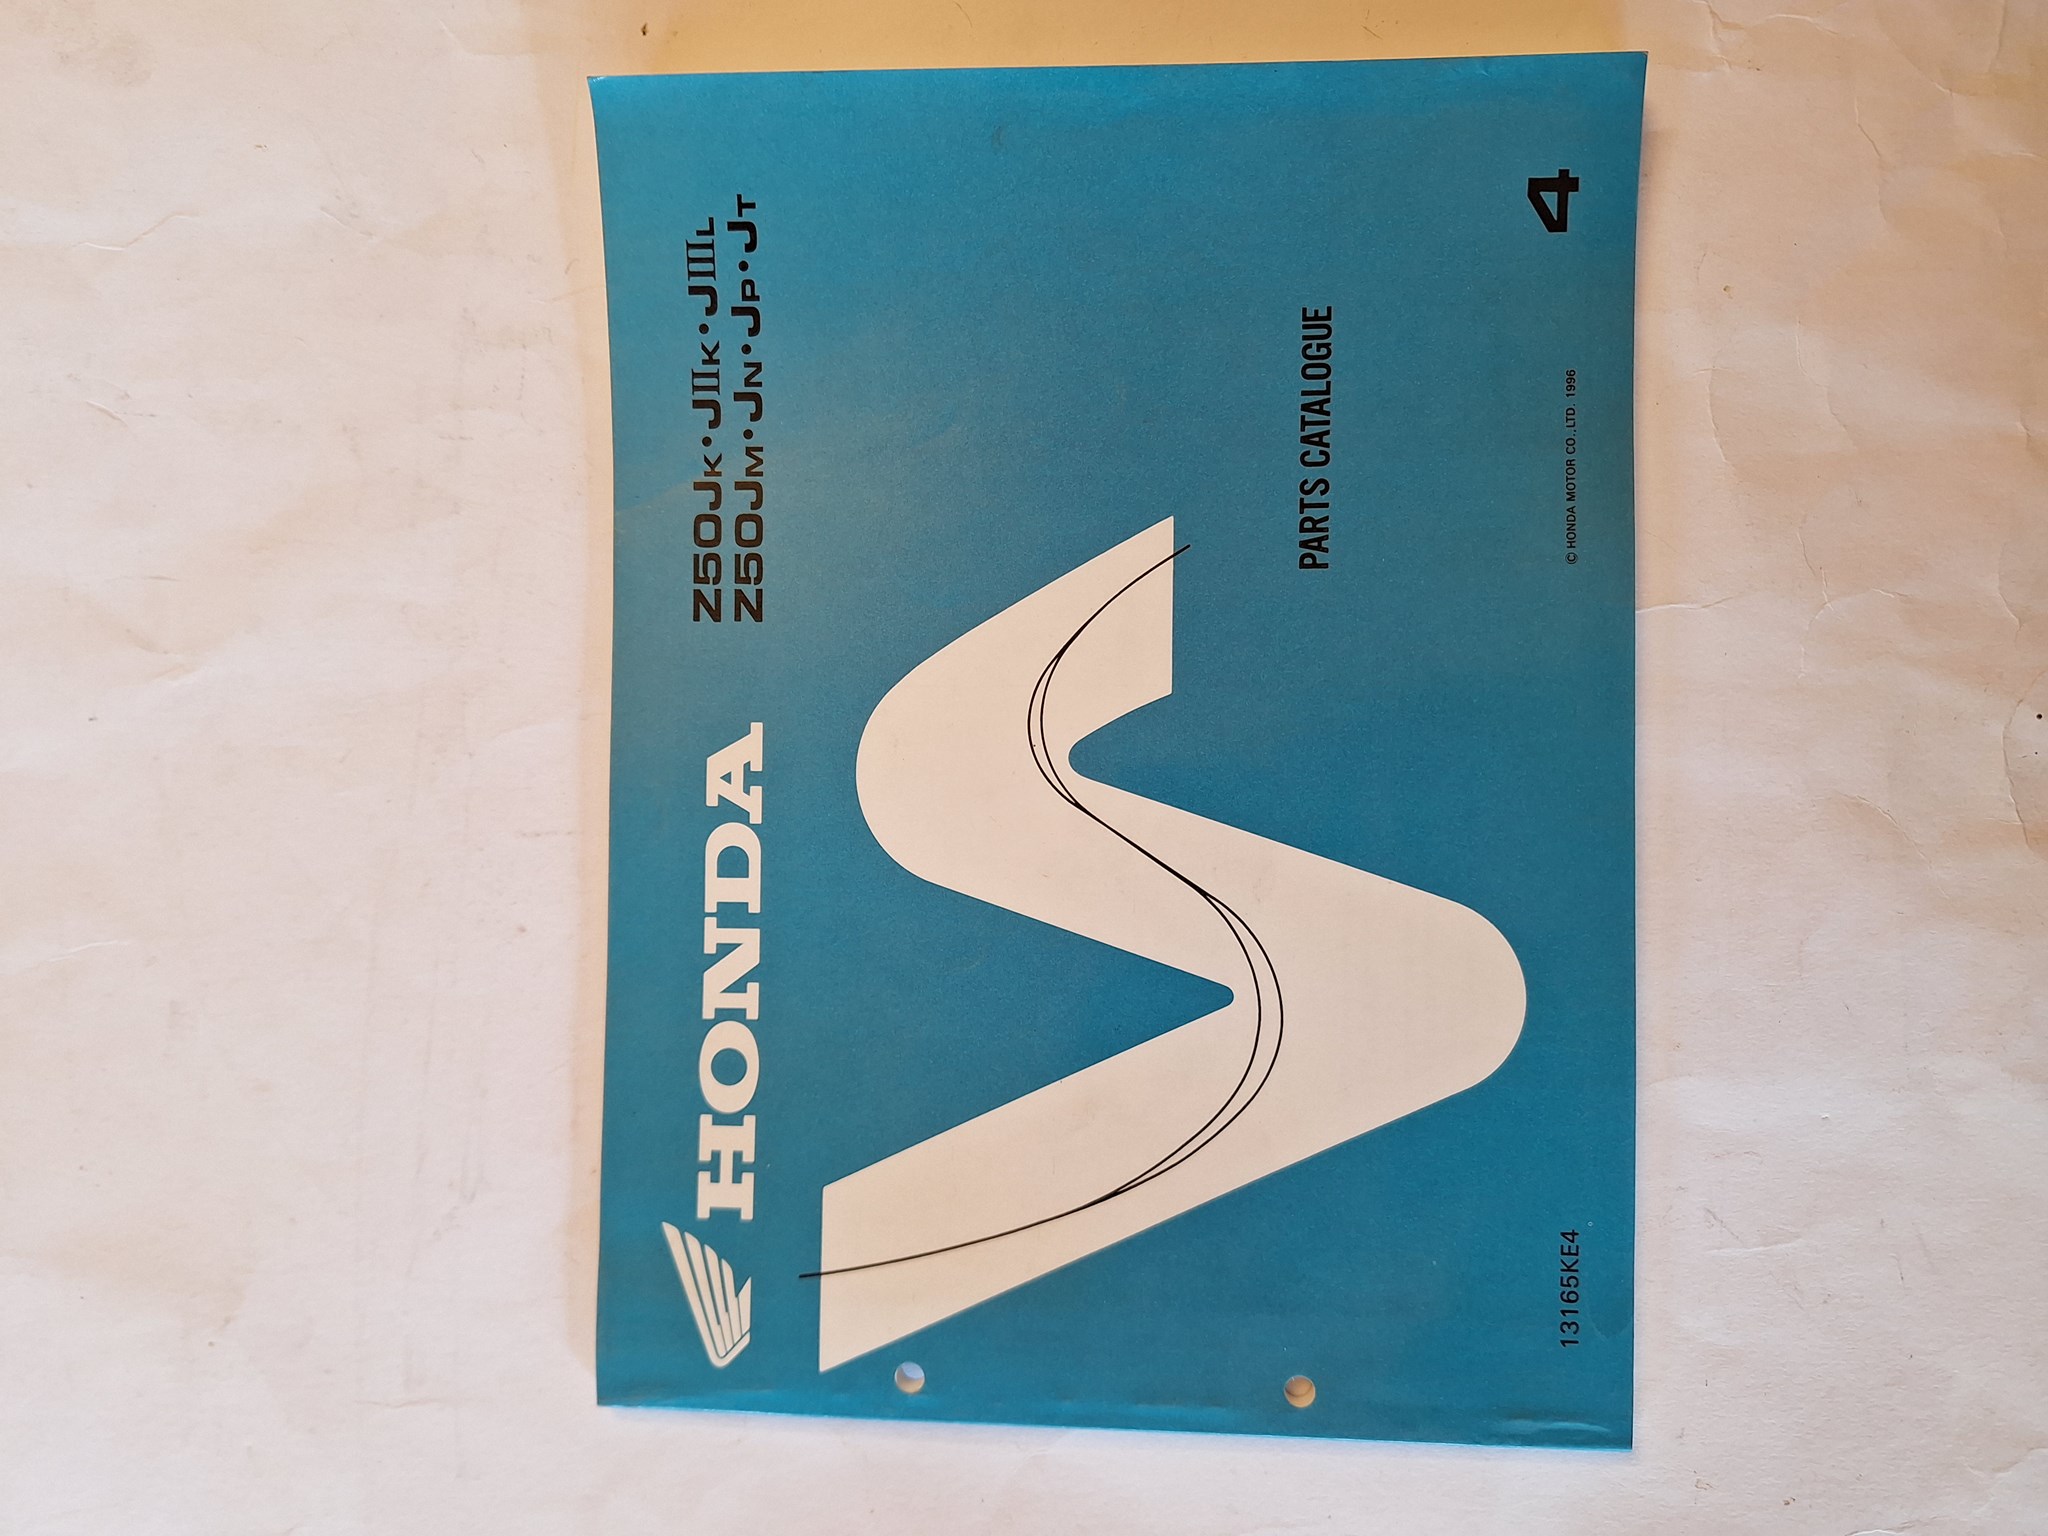 HONDA
Z50JK・JⅡK・JⅢL
Z50JM・JN・JP・JT
PARTS CATALOGUE
13165KE4
© HONDA MOTOR CO.,LTD. 1996
4